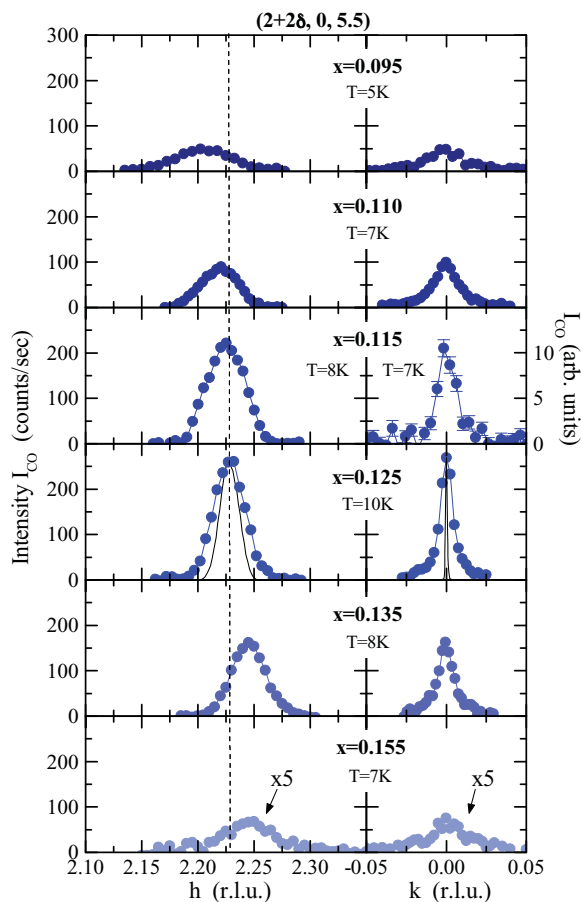 (2+2δ, 0, 5.5)
300
200
100
0
x=0.095
T=5K
200
100
0
x=0.110
T=7K
200
100
0
x=0.115
T=8K
T=7K
10
5
0
200
100
0
x=0.125
T=10K
200
100
0
x=0.135
T=8K
200
100
0
x=0.155
T=7K
x5
x5
Intensity I_CO (counts/sec)
I_CO (arb. units)
2.10 2.15 2.20 2.25 2.30 -0.05 0.00 0.05
h (r.l.u.) k (r.l.u.)